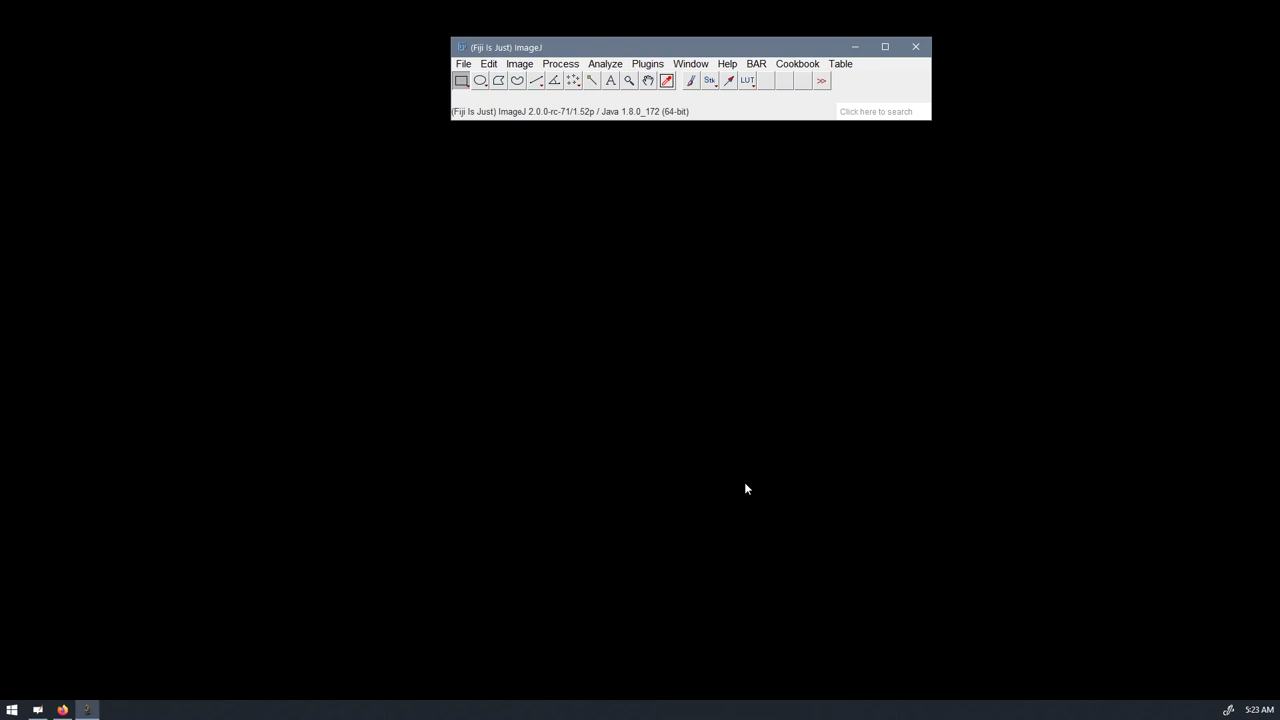 (Fiji Is Just) ImageJ
File Edit Image Process Analyze Plugins Window Help BAR Cookbook Table
A Stk LUT >>
(Fiji Is Just) ImageJ 2.0.0-rc-71/1.52p / Java 1.8.0_172 (64-bit) Click here to search
5:23 AM